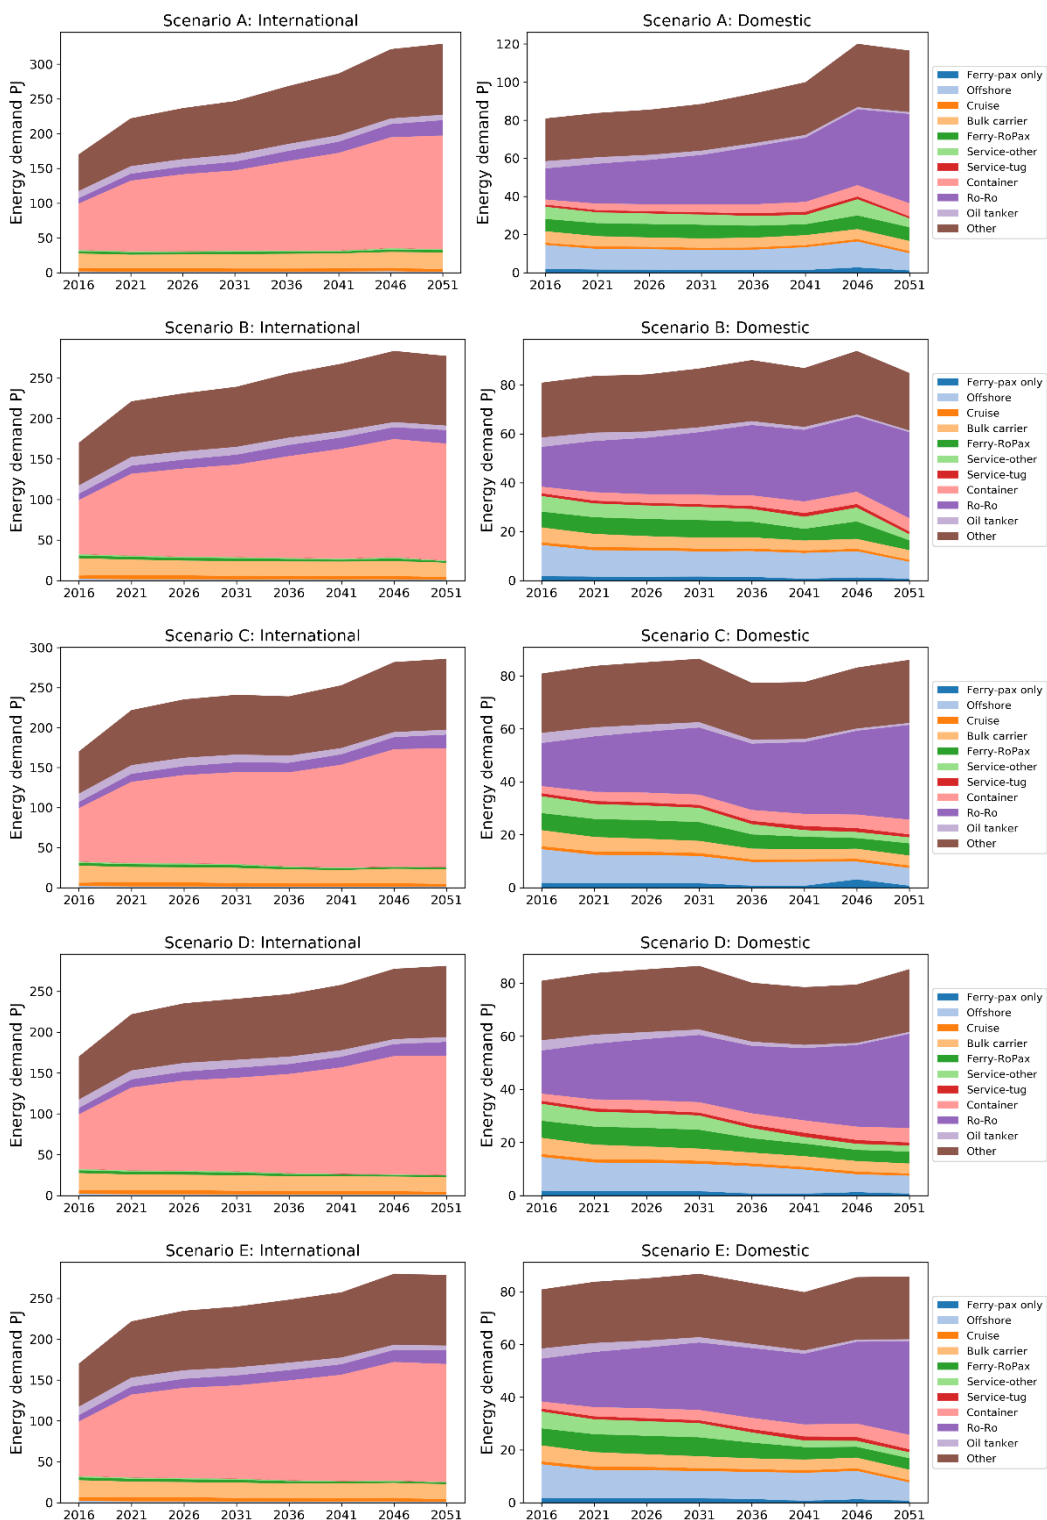 Scenario A: International
Energy demand PJ
300
250
200
150
100
50
0
2016 2021 2026 2031 2036 2041 2046 2051
Scenario A: Domestic
Energy demand PJ
120
100
80
60
40
20
0
2016 2021 2026 2031 2036 2041 2046 2051
Ferry-pax only
Offshore
Cruise
Bulk carrier
Ferry-RoPax
Service-other
Service-tug
Container
Ro-Ro
Oil tanker
Other
Scenario B: International
Energy demand PJ
250
200
150
100
50
0
2016 2021 2026 2031 2036 2041 2046 2051
Scenario B: Domestic
Energy demand PJ
80
60
40
20
0
2016 2021 2026 2031 2036 2041 2046 2051
Ferry-pax only
Offshore
Cruise
Bulk carrier
Ferry-RoPax
Service-other
Service-tug
Container
Ro-Ro
Oil tanker
Other
Scenario C: International
Energy demand PJ
300
250
200
150
100
50
0
2016 2021 2026 2031 2036 2041 2046 2051
Scenario C: Domestic
Energy demand PJ
80
60
40
20
0
2016 2021 2026 2031 2036 2041 2046 2051
Ferry-pax only
Offshore
Cruise
Bulk carrier
Ferry-RoPax
Service-other
Service-tug
Container
Ro-Ro
Oil tanker
Other
Scenario D: International
Energy demand PJ
250
200
150
100
50
0
2016 2021 2026 2031 2036 2041 2046 2051
Scenario D: Domestic
Energy demand PJ
80
60
40
20
0
2016 2021 2026 2031 2036 2041 2046 2051
Ferry-pax only
Offshore
Cruise
Bulk carrier
Ferry-RoPax
Service-other
Service-tug
Container
Ro-Ro
Oil tanker
Other
Scenario E: International
Energy demand PJ
250
200
150
100
50
0
2016 2021 2026 2031 2036 2041 2046 2051
Scenario E: Domestic
Energy demand PJ
80
60
40
20
0
2016 2021 2026 2031 2036 2041 2046 2051
Ferry-pax only
Offshore
Cruise
Bulk carrier
Ferry-RoPax
Service-other
Service-tug
Container
Ro-Ro
Oil tanker
Other